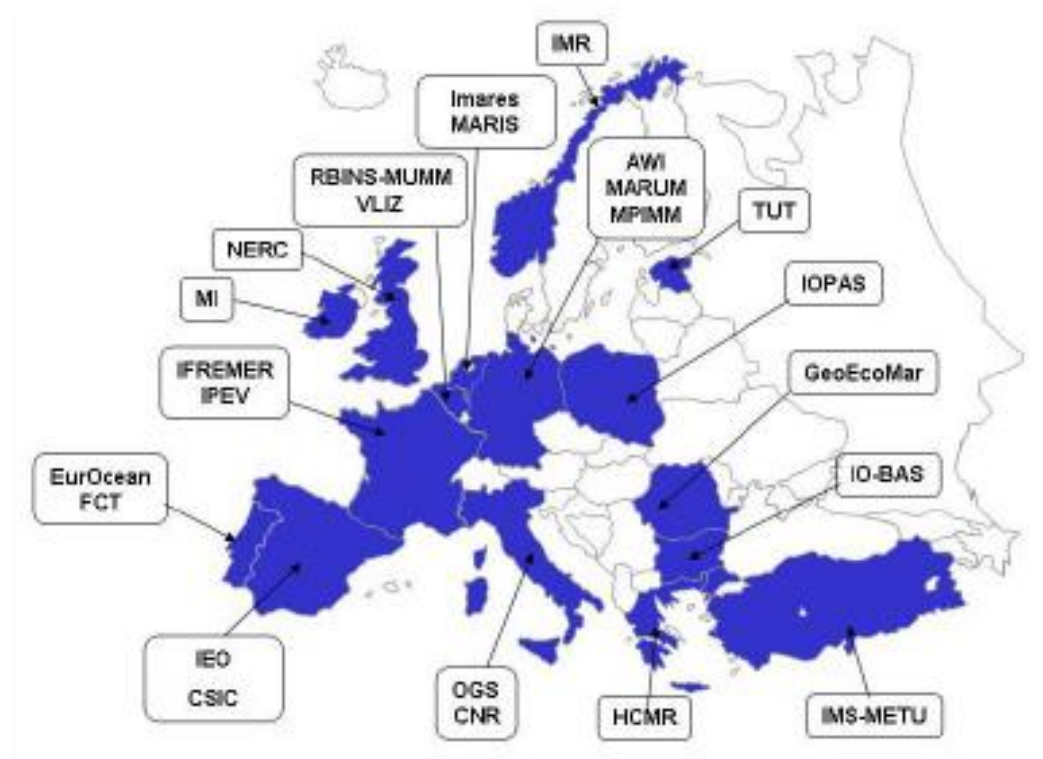 IMR
Imares
MARIS
AWI
MARUM
MPIMM
RBINS-MUMM
VLIZ
TUT
NERC
IOPAS
MI
IFREMER
IPEV
GeoEcoMar
EurOcean
FCT
IO-BAS
IEO
CSIC
OGS
CNR
HCMR
IMS-METU